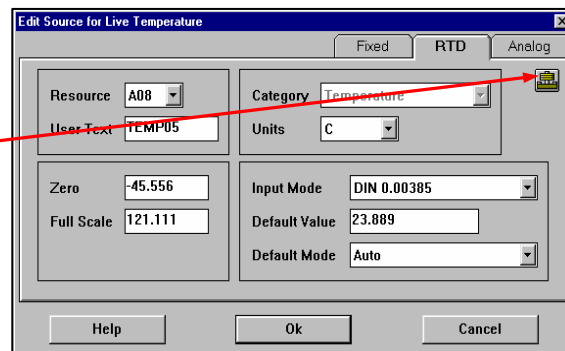 Edit Source for Live Temperature
Fixed RTD Analog
Resource A08 Category Temperature
User Text TEMP05 Units C
Zero -45.556 Input Mode DIN 0.00385
Full Scale 121.111 Default Value 23.889
Default Mode Auto
Help Ok Cancel